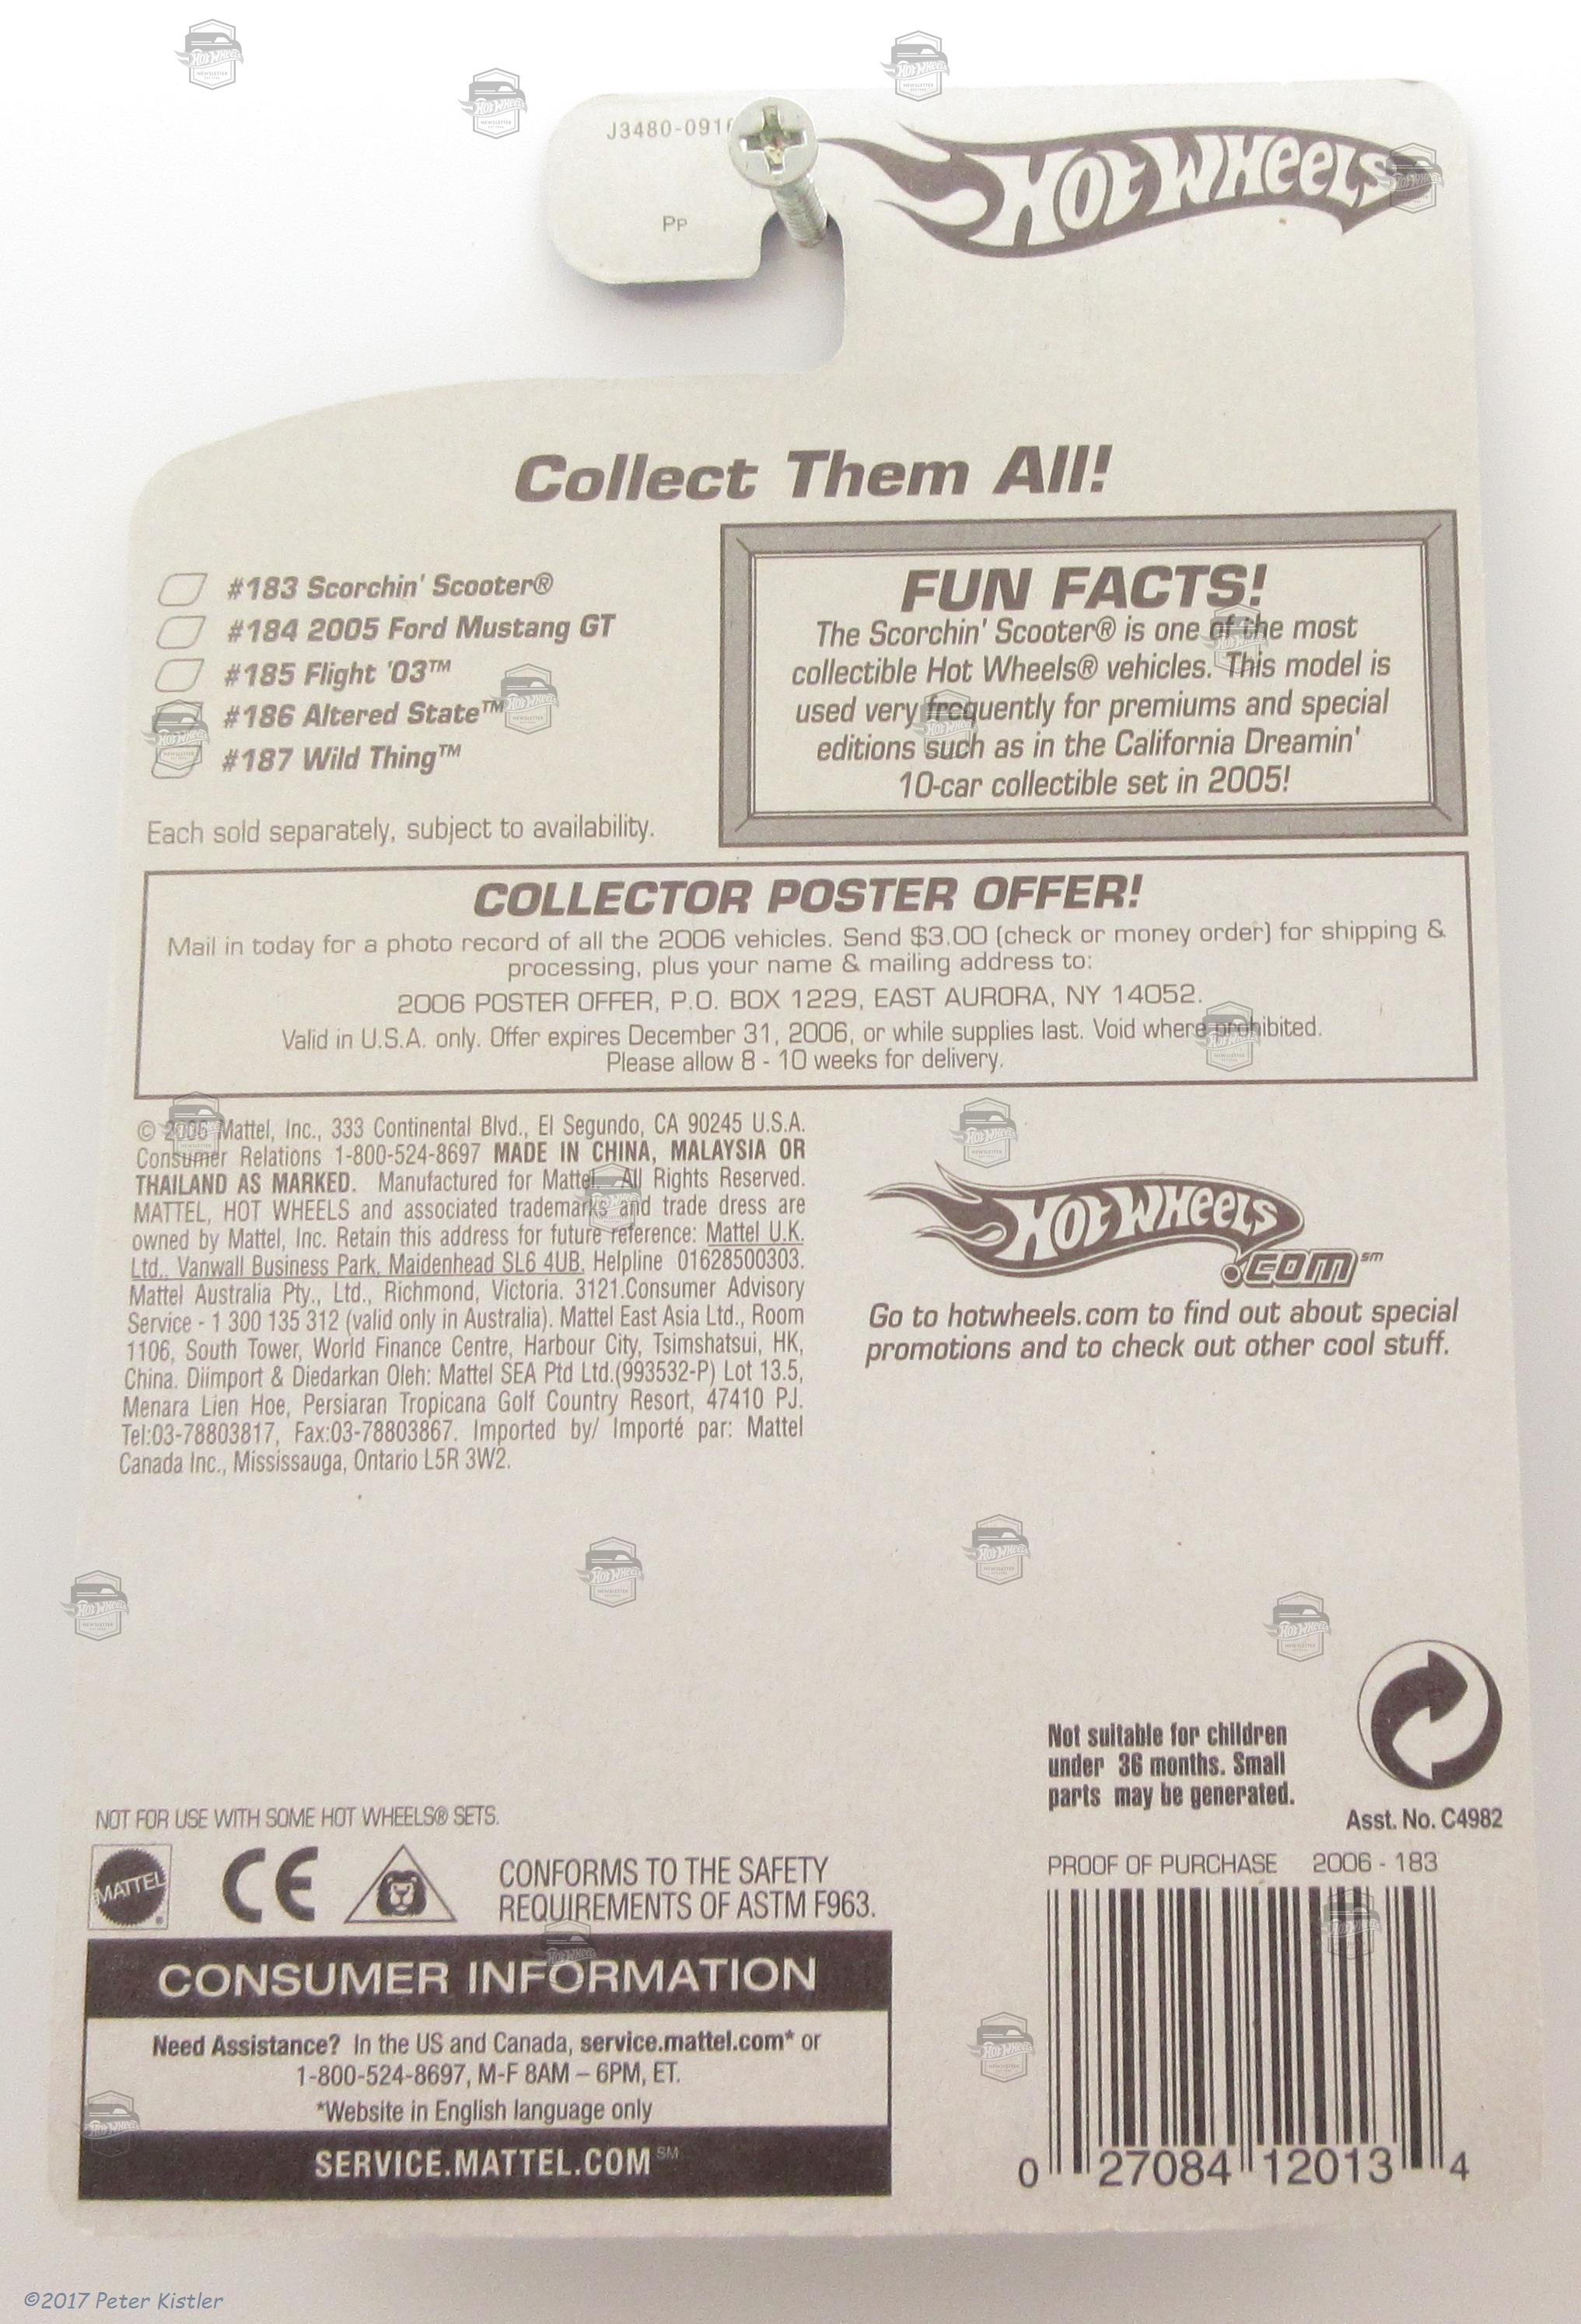 J3480-091
Pp
HOT WHEELS
Collect Them All!
#183 Scorchin' Scooter®
#184 2005 Ford Mustang GT
#185 Flight '03™
#186 Altered State™
#187 Wild Thing™
Each sold separately, subject to availability.
FUN FACTS!
The Scorchin' Scooter® is one of the most
collectible Hot Wheels® vehicles. This model is
used very frequently for premiums and special
editions such as in the California Dreamin'
10-car collectible set in 2005!
COLLECTOR POSTER OFFER!
Mail in today for a photo record of all the 2006 vehicles. Send $3.00 (check or money order) for shipping &
processing, plus your name & mailing address to:
2006 POSTER OFFER, P.O. BOX 1229, EAST AURORA, NY 14052.
Valid in U.S.A. only. Offer expires December 31, 2006, or while supplies last. Void where prohibited.
Please allow 8 - 10 weeks for delivery.
© 2006 Mattel, Inc., 333 Continental Blvd., El Segundo, CA 90245 U.S.A.
Consumer Relations 1-800-524-8697 MADE IN CHINA, MALAYSIA OR
THAILAND AS MARKED. Manufactured for Mattel. All Rights Reserved.
MATTEL, HOT WHEELS and associated trademarks and trade dress are
owned by Mattel, Inc. Retain this address for future reference: Mattel U.K.
Ltd., Vanwall Business Park, Maidenhead SL6 4UB. Helpline 01628500303.
Mattel Australia Pty., Ltd., Richmond, Victoria. 3121.Consumer Advisory
Service - 1 300 135 312 (valid only in Australia). Mattel East Asia Ltd., Room
1106, South Tower, World Finance Centre, Harbour City, Tsimshatsui, HK,
China. Diimport & Diedarkan Oleh: Mattel SEA Ptd Ltd.(993532-P) Lot 13.5,
Menara Lien Hoe, Persiaran Tropicana Golf Country Resort, 47410 PJ.
Tel:03-78803817, Fax:03-78803867. Imported by/ Importé par: Mattel
Canada Inc., Mississauga, Ontario L5R 3W2.
HOT WHEELS
.COM℠
Go to hotwheels.com to find out about special
promotions and to check out other cool stuff.
Not suitable for children
under 36 months. Small
parts may be generated.
Asst. No. C4982
NOT FOR USE WITH SOME HOT WHEELS® SETS.
MATTEL
CE
CONFORMS TO THE SAFETY
REQUIREMENTS OF ASTM F963.
PROOF OF PURCHASE 2006 - 183
CONSUMER INFORMATION
Need Assistance? In the US and Canada, service.mattel.com* or
1-800-524-8697, M-F 8AM – 6PM, ET.
*Website in English language only
SERVICE.MATTEL.COM℠
0 27084 12013 4
©2017 Peter Kistler